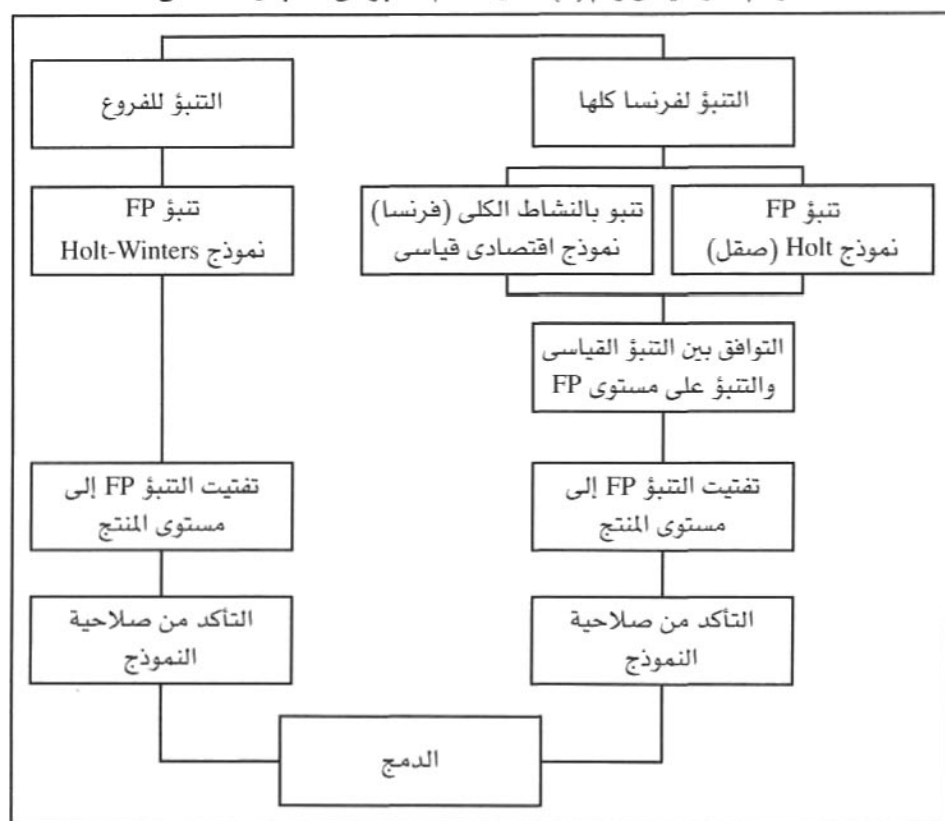 التنبؤ لفرنسا كلها
التنبؤ للفروع
تنبؤ FP
نموذج Holt (صقل)
تنبو بالنشاط الكلى (فرنسا)
نموذج اقتصادى قياسى
تنبؤ FP
نموذج Holt-Winters
التوافق بين التنبؤ القياسى
والتنبؤ على مستوى FP
تفتيت التنبؤ FP إلى
مستوى المنتج
تفتيت التنبؤ FP إلى
مستوى المنتج
التأكد من صلاحية
النموذج
التأكد من صلاحية
النموذج
الدمج